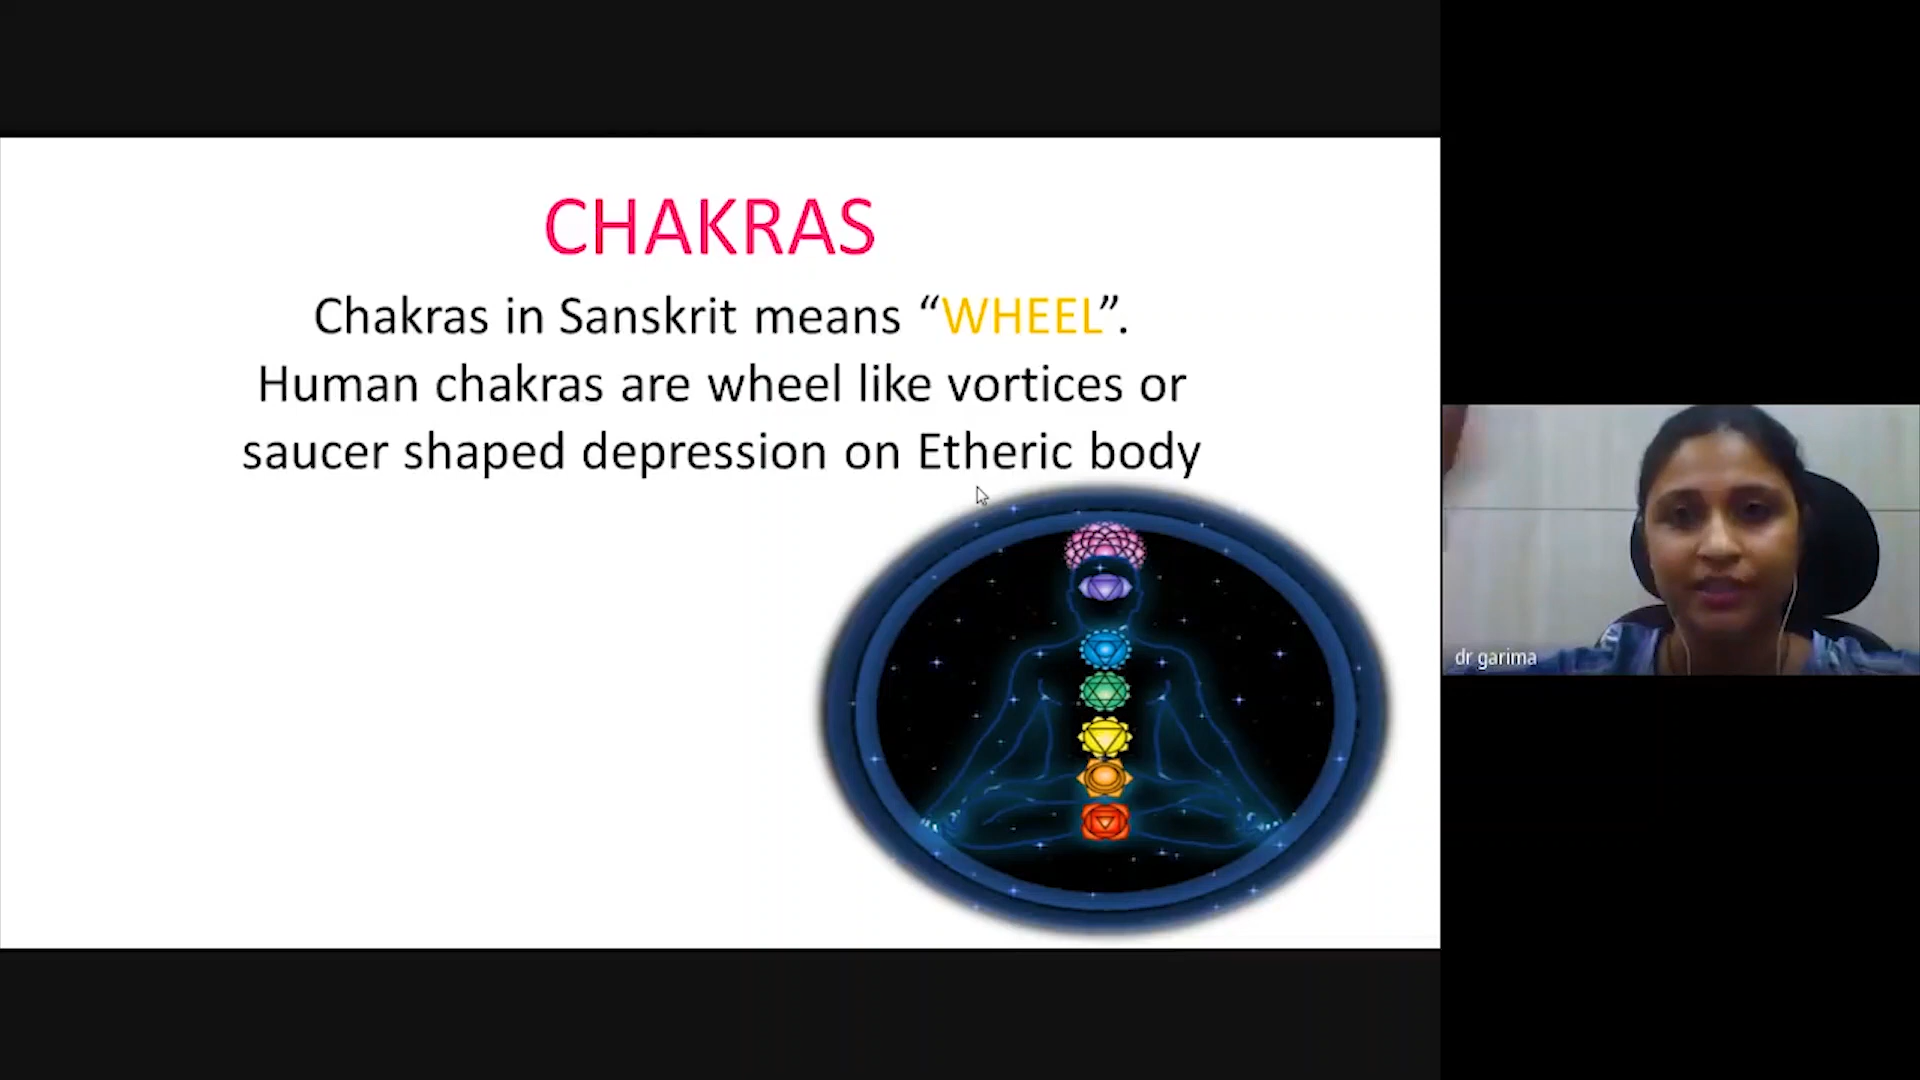 CHAKRAS
Chakras in Sanskrit means “WHEEL”.
Human chakras are wheel like vortices or
saucer shaped depression on Etheric body
dr garima